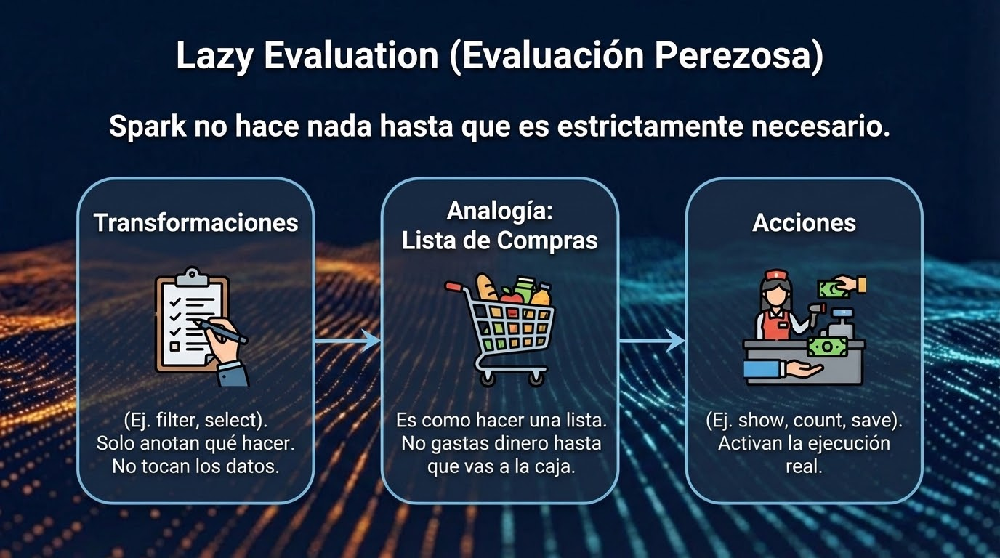 Lazy Evaluation (Evaluación Perezosa)
Spark no hace nada hasta que es estrictamente necesario.
Transformaciones
(Ej. filter, select).
Solo anotan qué hacer.
No tocan los datos.
Analogía:
Lista de Compras
Es como hacer una lista.
No gastas dinero hasta
que vas a la caja.
Acciones
(Ej. show, count, save).
Activan la ejecución
real.